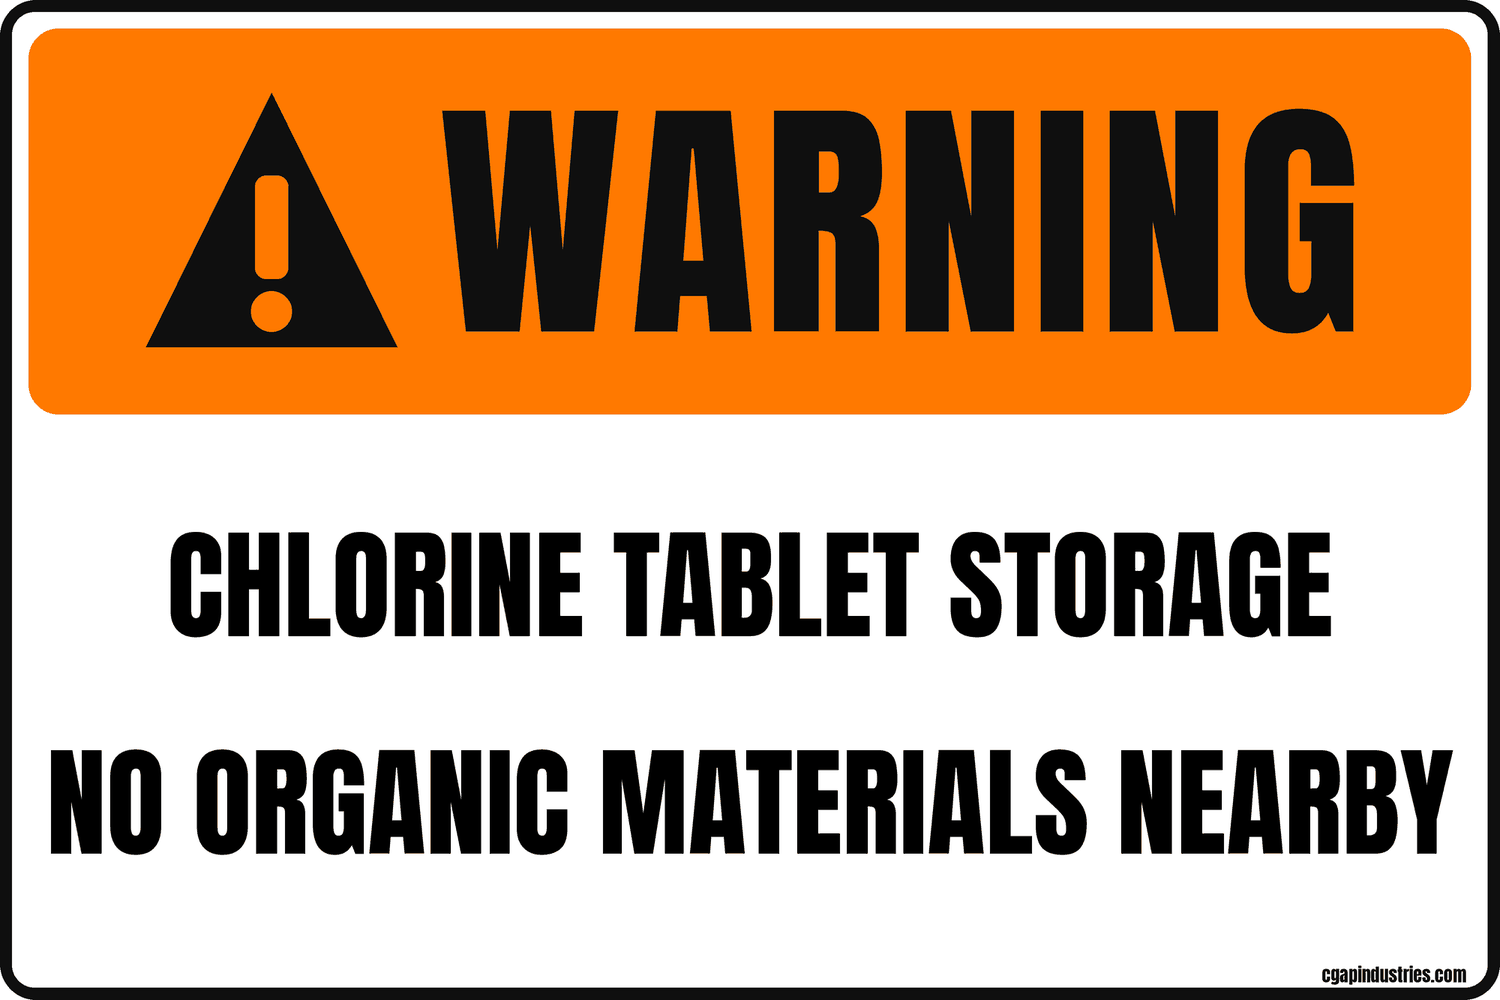 WARNING
CHLORINE TABLET STORAGE
NO ORGANIC MATERIALS NEARBY
cgapindustries.com